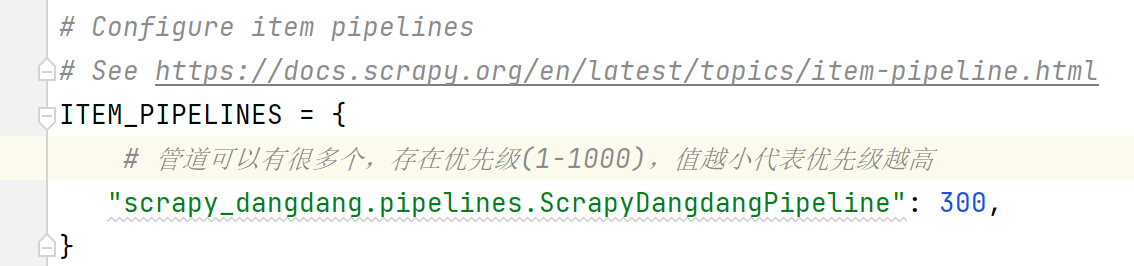 # Configure item pipelines
# See https://docs.scrapy.org/en/latest/topics/item-pipeline.html
ITEM_PIPELINES = {
    # 管道可以有很多个，存在优先级(1-1000)，值越小代表优先级越高
   "scrapy_dangdang.pipelines.ScrapyDangdangPipeline": 300,
}